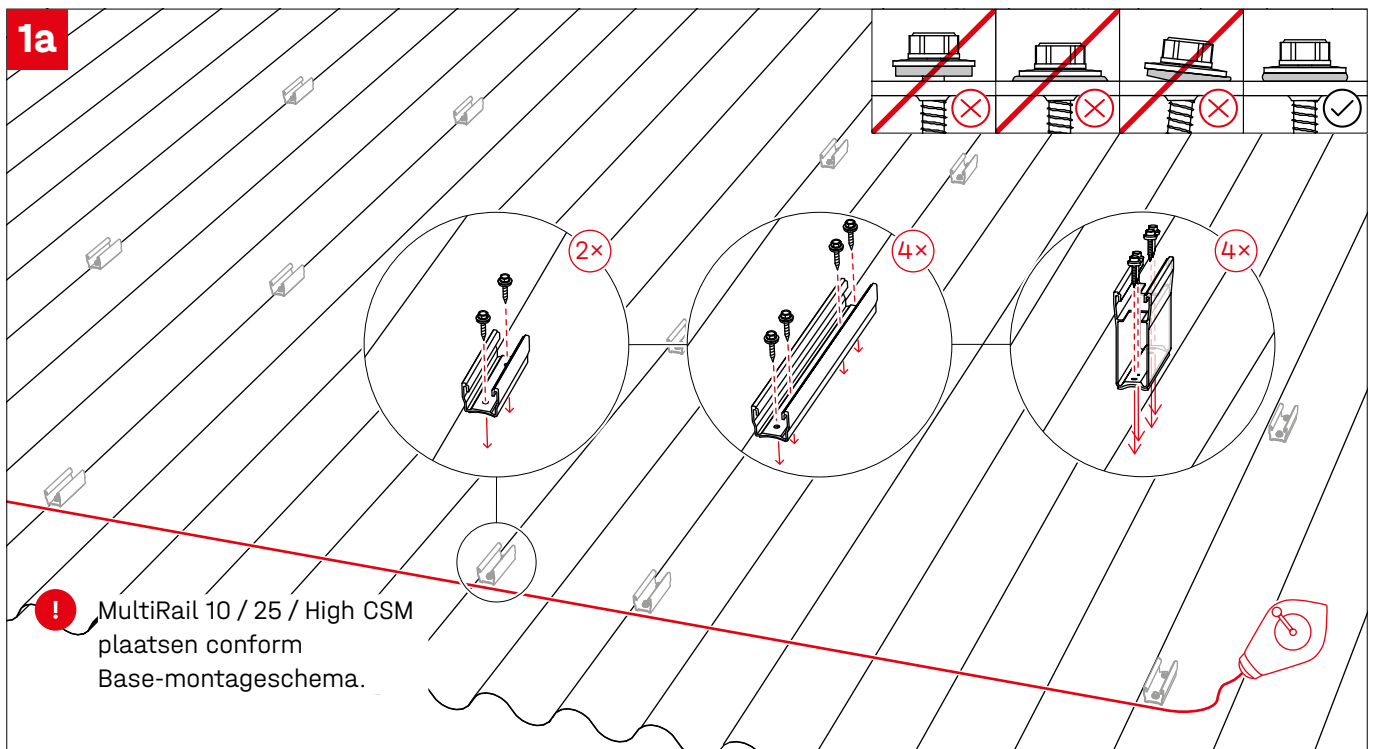 1a
2×
4×
4×
! MultiRail 10 / 25 / High CSM
plaatsen conform
Base-montageschema.